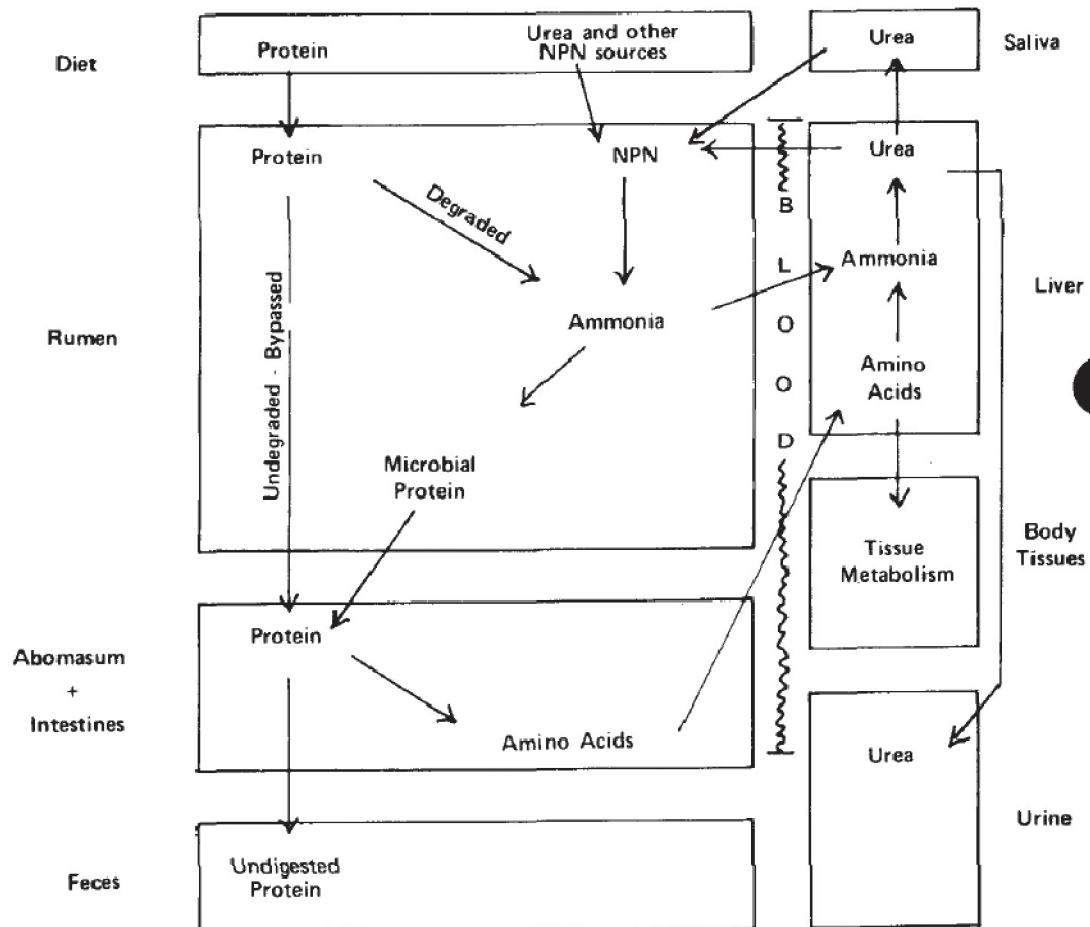 Diet
Protein
Urea and other
NPN sources
Urea
Saliva
Rumen
Protein
NPN
Degraded
Undegraded - Bypassed
Ammonia
Microbial
Protein
BLOOD
Urea
Ammonia
Amino
Acids
Liver
Tissue
Metabolism
Body
Tissues
Abomasum
+
Intestines
Protein
Amino Acids
Urea
Urine
Feces
Undigested
Protein